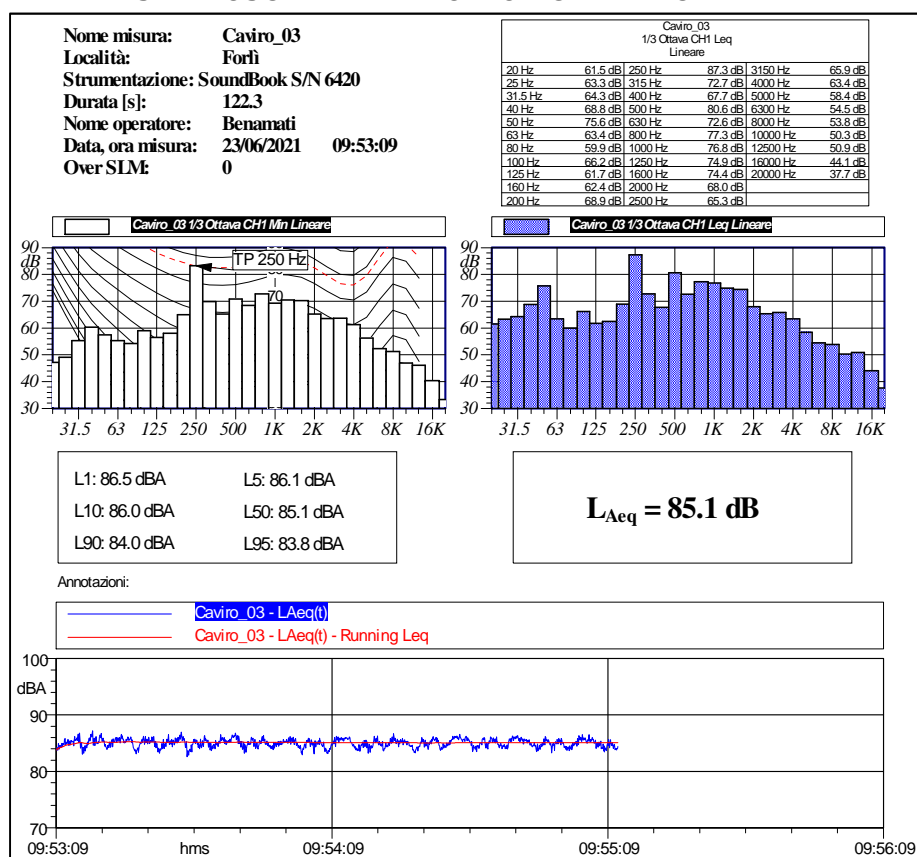 Nome misura: Caviro_03
Località: Forlì
Strumentazione: SoundBook S/N 6420
Durata [s]: 122.3
Nome operatore: Benamati
Data, ora misura: 23/06/2021 09:53:09
Over SLM: 0
Caviro_03
1/3 Ottava CH1 Leq
Lineare
20 Hz 61.5 dB 250 Hz 87.3 dB 3150 Hz 65.9 dB
25 Hz 63.3 dB 315 Hz 72.7 dB 4000 Hz 63.4 dB
31.5 Hz 64.3 dB 400 Hz 67.7 dB 5000 Hz 58.4 dB
40 Hz 68.8 dB 500 Hz 80.6 dB 6300 Hz 54.5 dB
50 Hz 75.6 dB 630 Hz 72.6 dB 8000 Hz 53.8 dB
63 Hz 63.4 dB 800 Hz 77.3 dB 10000 Hz 50.3 dB
80 Hz 59.9 dB 1000 Hz 76.8 dB 12500 Hz 50.9 dB
100 Hz 66.2 dB 1250 Hz 74.9 dB 16000 Hz 44.1 dB
125 Hz 61.7 dB 1600 Hz 74.4 dB 20000 Hz 37.7 dB
160 Hz 62.4 dB 2000 Hz 68.0 dB
200 Hz 68.9 dB 2500 Hz 65.3 dB
Caviro_03 1/3 Ottava CH1 Min Lineare
90
dB
80
70
60
50
40
30
TP 250 Hz
70
31.5 63 125 250 500 1K 2K 4K 8K 16K
Caviro_03 1/3 Ottava CH1 Leq Lineare
90
dB
80
70
60
50
40
30
31.5 63 125 250 500 1K 2K 4K 8K 16K
L1: 86.5 dBA L5: 86.1 dBA
L10: 86.0 dBA L50: 85.1 dBA
L90: 84.0 dBA L95: 83.8 dBA
LAeq = 85.1 dB
Annotazioni:
Caviro_03 - LAeq(t)
Caviro_03 - LAeq(t) - Running Leq
100
dBA
90
80
70
09:53:09 hms 09:54:09 09:55:09 09:56:09